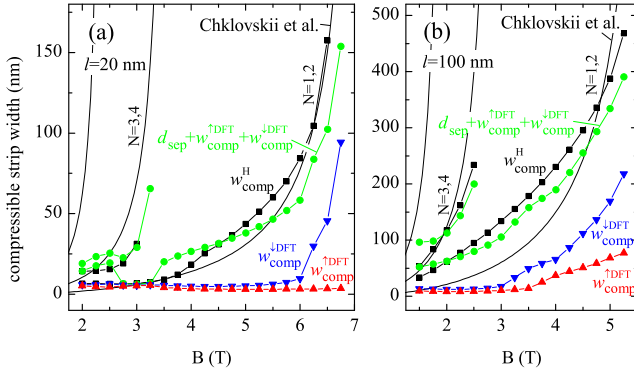 Chklovskii et al.
(a)
l=20 nm
N=3,4
N=1,2
d_sep+w_comp^↑DFT+w_comp^↓DFT
w_comp^H
w_comp^↓DFT
w_comp^↑DFT
compressible strip width (nm)
150
100
50
0
2 3 4 5 6 7
B (T)
Chklovskii et al.
(b)
l=100 nm
N=3,4
N=1,2
d_sep+w_comp^↑DFT+w_comp^↓DFT
w_comp^H
w_comp^↓DFT
w_comp^↑DFT
500
400
300
200
100
0
2 3 4 5
B (T)